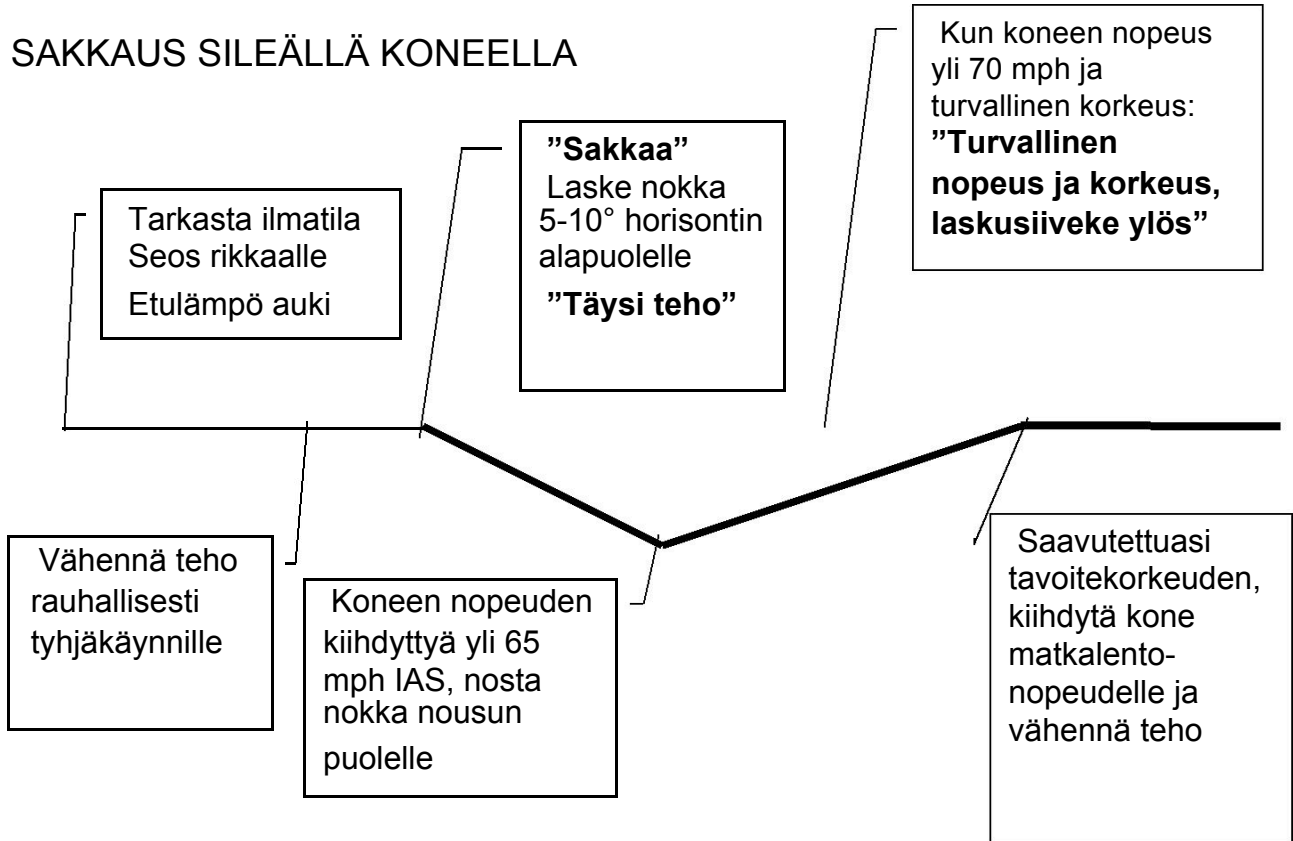 SAKKAUS SILEÄLLÄ KONEELLA
Tarkasta ilmatila
Seos rikkaalle
Etulämpö auki
Vähennä teho
rauhallisesti
tyhjäkäynnille
”Sakkaa”
Laske nokka
5-10° horisontin
alapuolelle
”Täysi teho”
Koneen nopeuden
kiihdyttyä yli 65
mph IAS, nosta
nokka nousun
puolelle
Kun koneen nopeus
yli 70 mph ja
turvallinen korkeus:
”Turvallinen
nopeus ja korkeus,
laskusiiveke ylös”
Saavutettuasi
tavoitekorkeuden,
kiihdytä kone
matkalento-
nopeudelle ja
vähennä teho